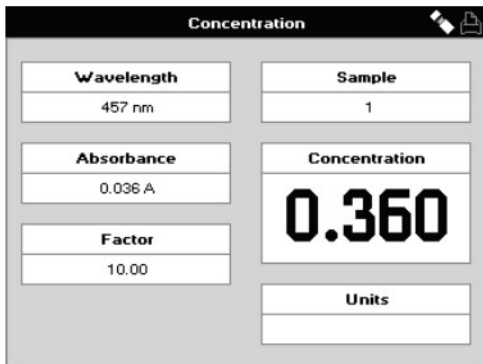 Concentration
Wavelength
457 nm
Sample
1
Absorbance
0.036 A
Concentration
0.360
Factor
10.00
Units